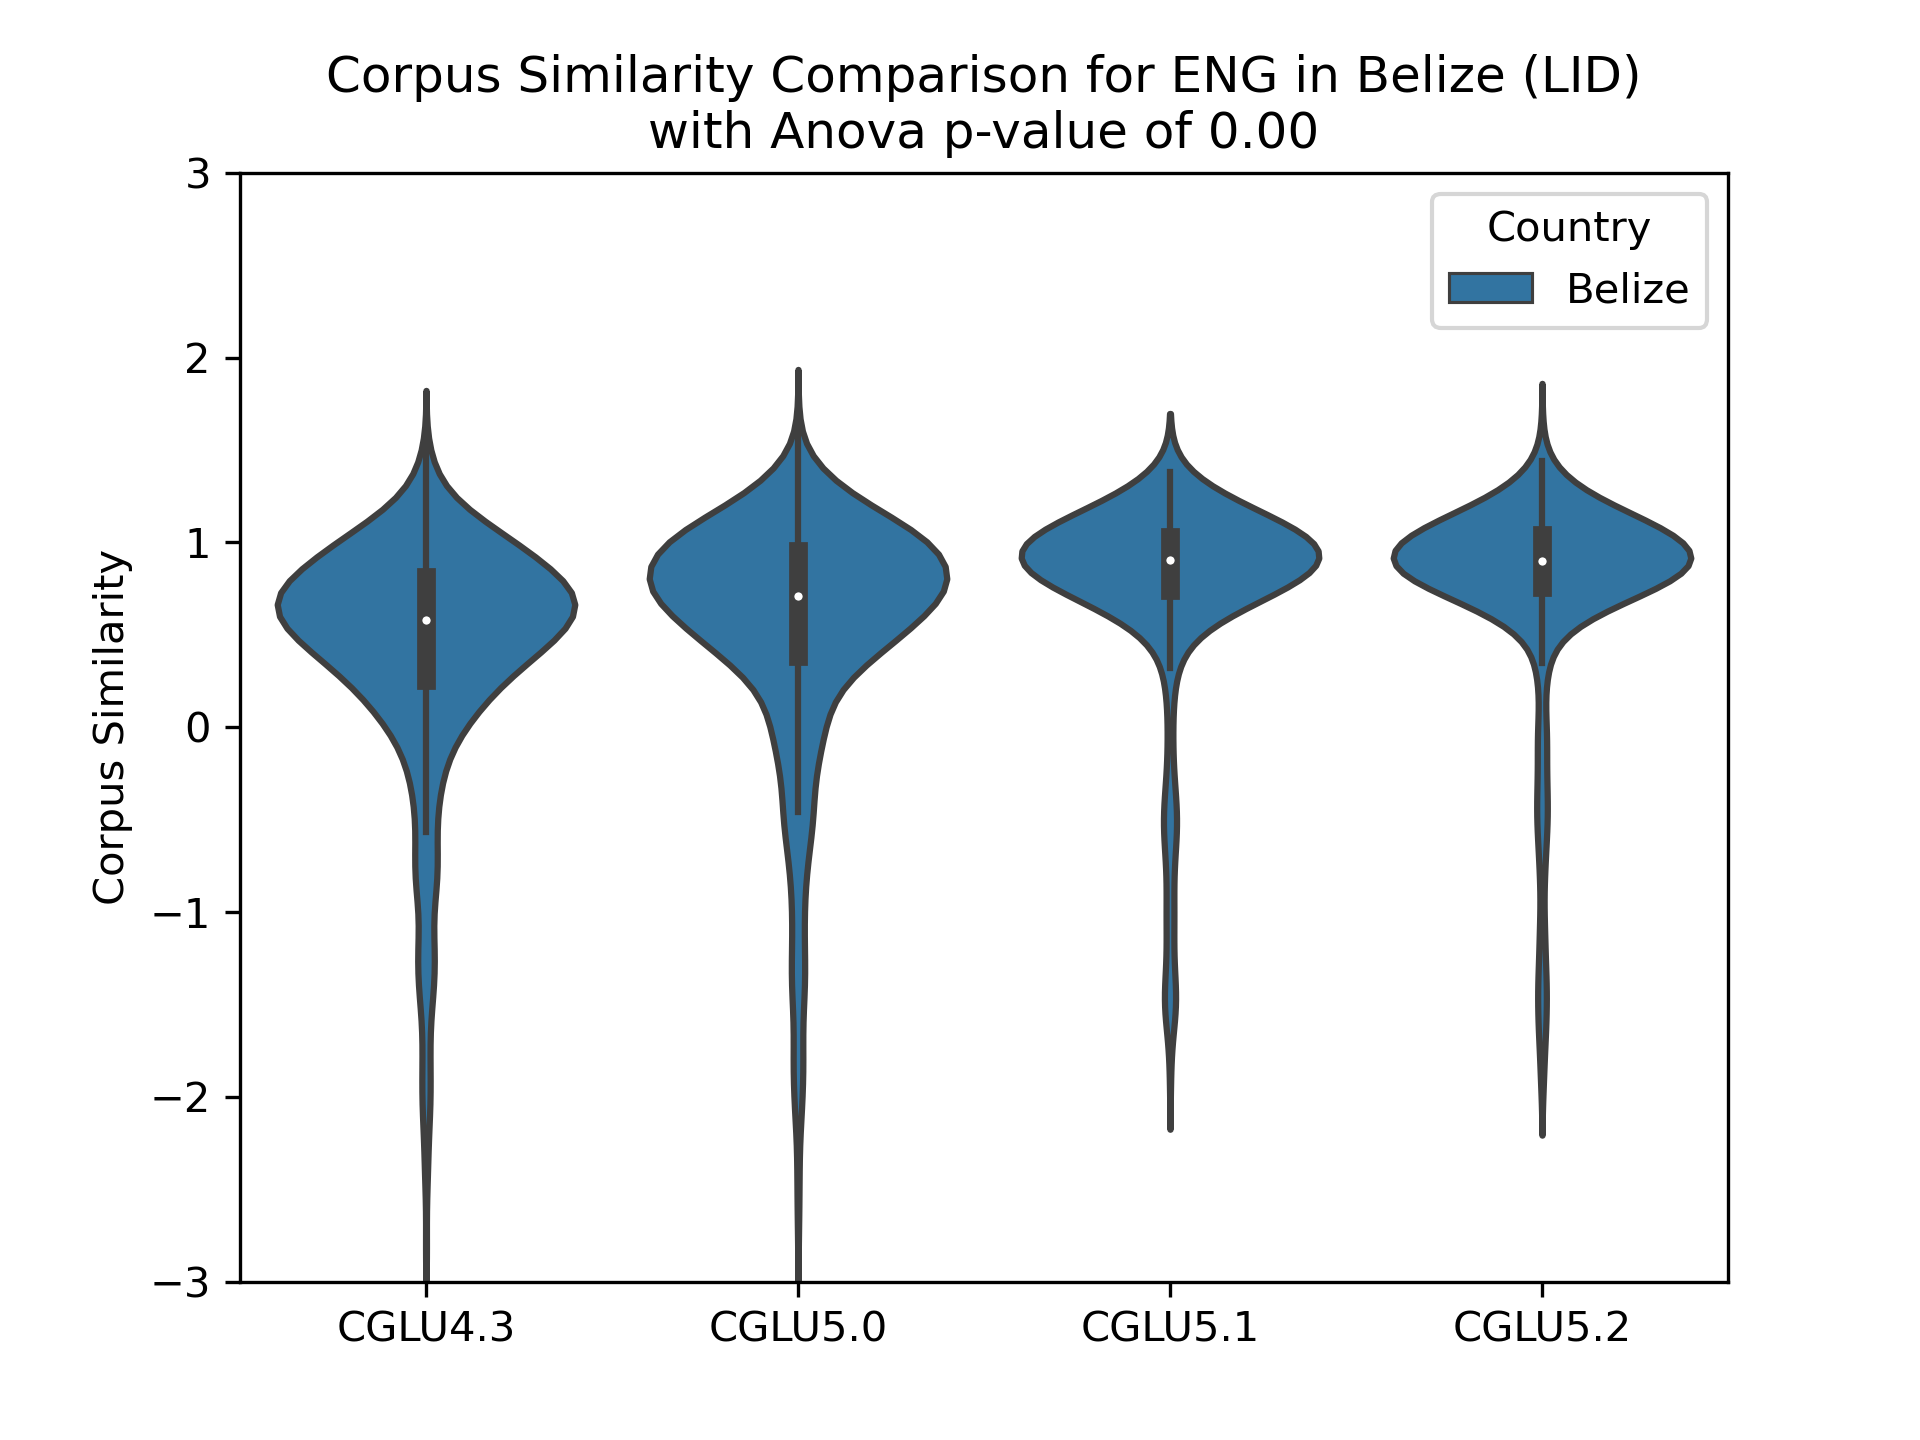 Corpus Similarity Comparison for ENG in Belize (LID)
with Anova p-value of 0.00
Country
Belize
Corpus Similarity
3
2
1
0
−1
−2
−3
CGLU4.3
CGLU5.0
CGLU5.1
CGLU5.2